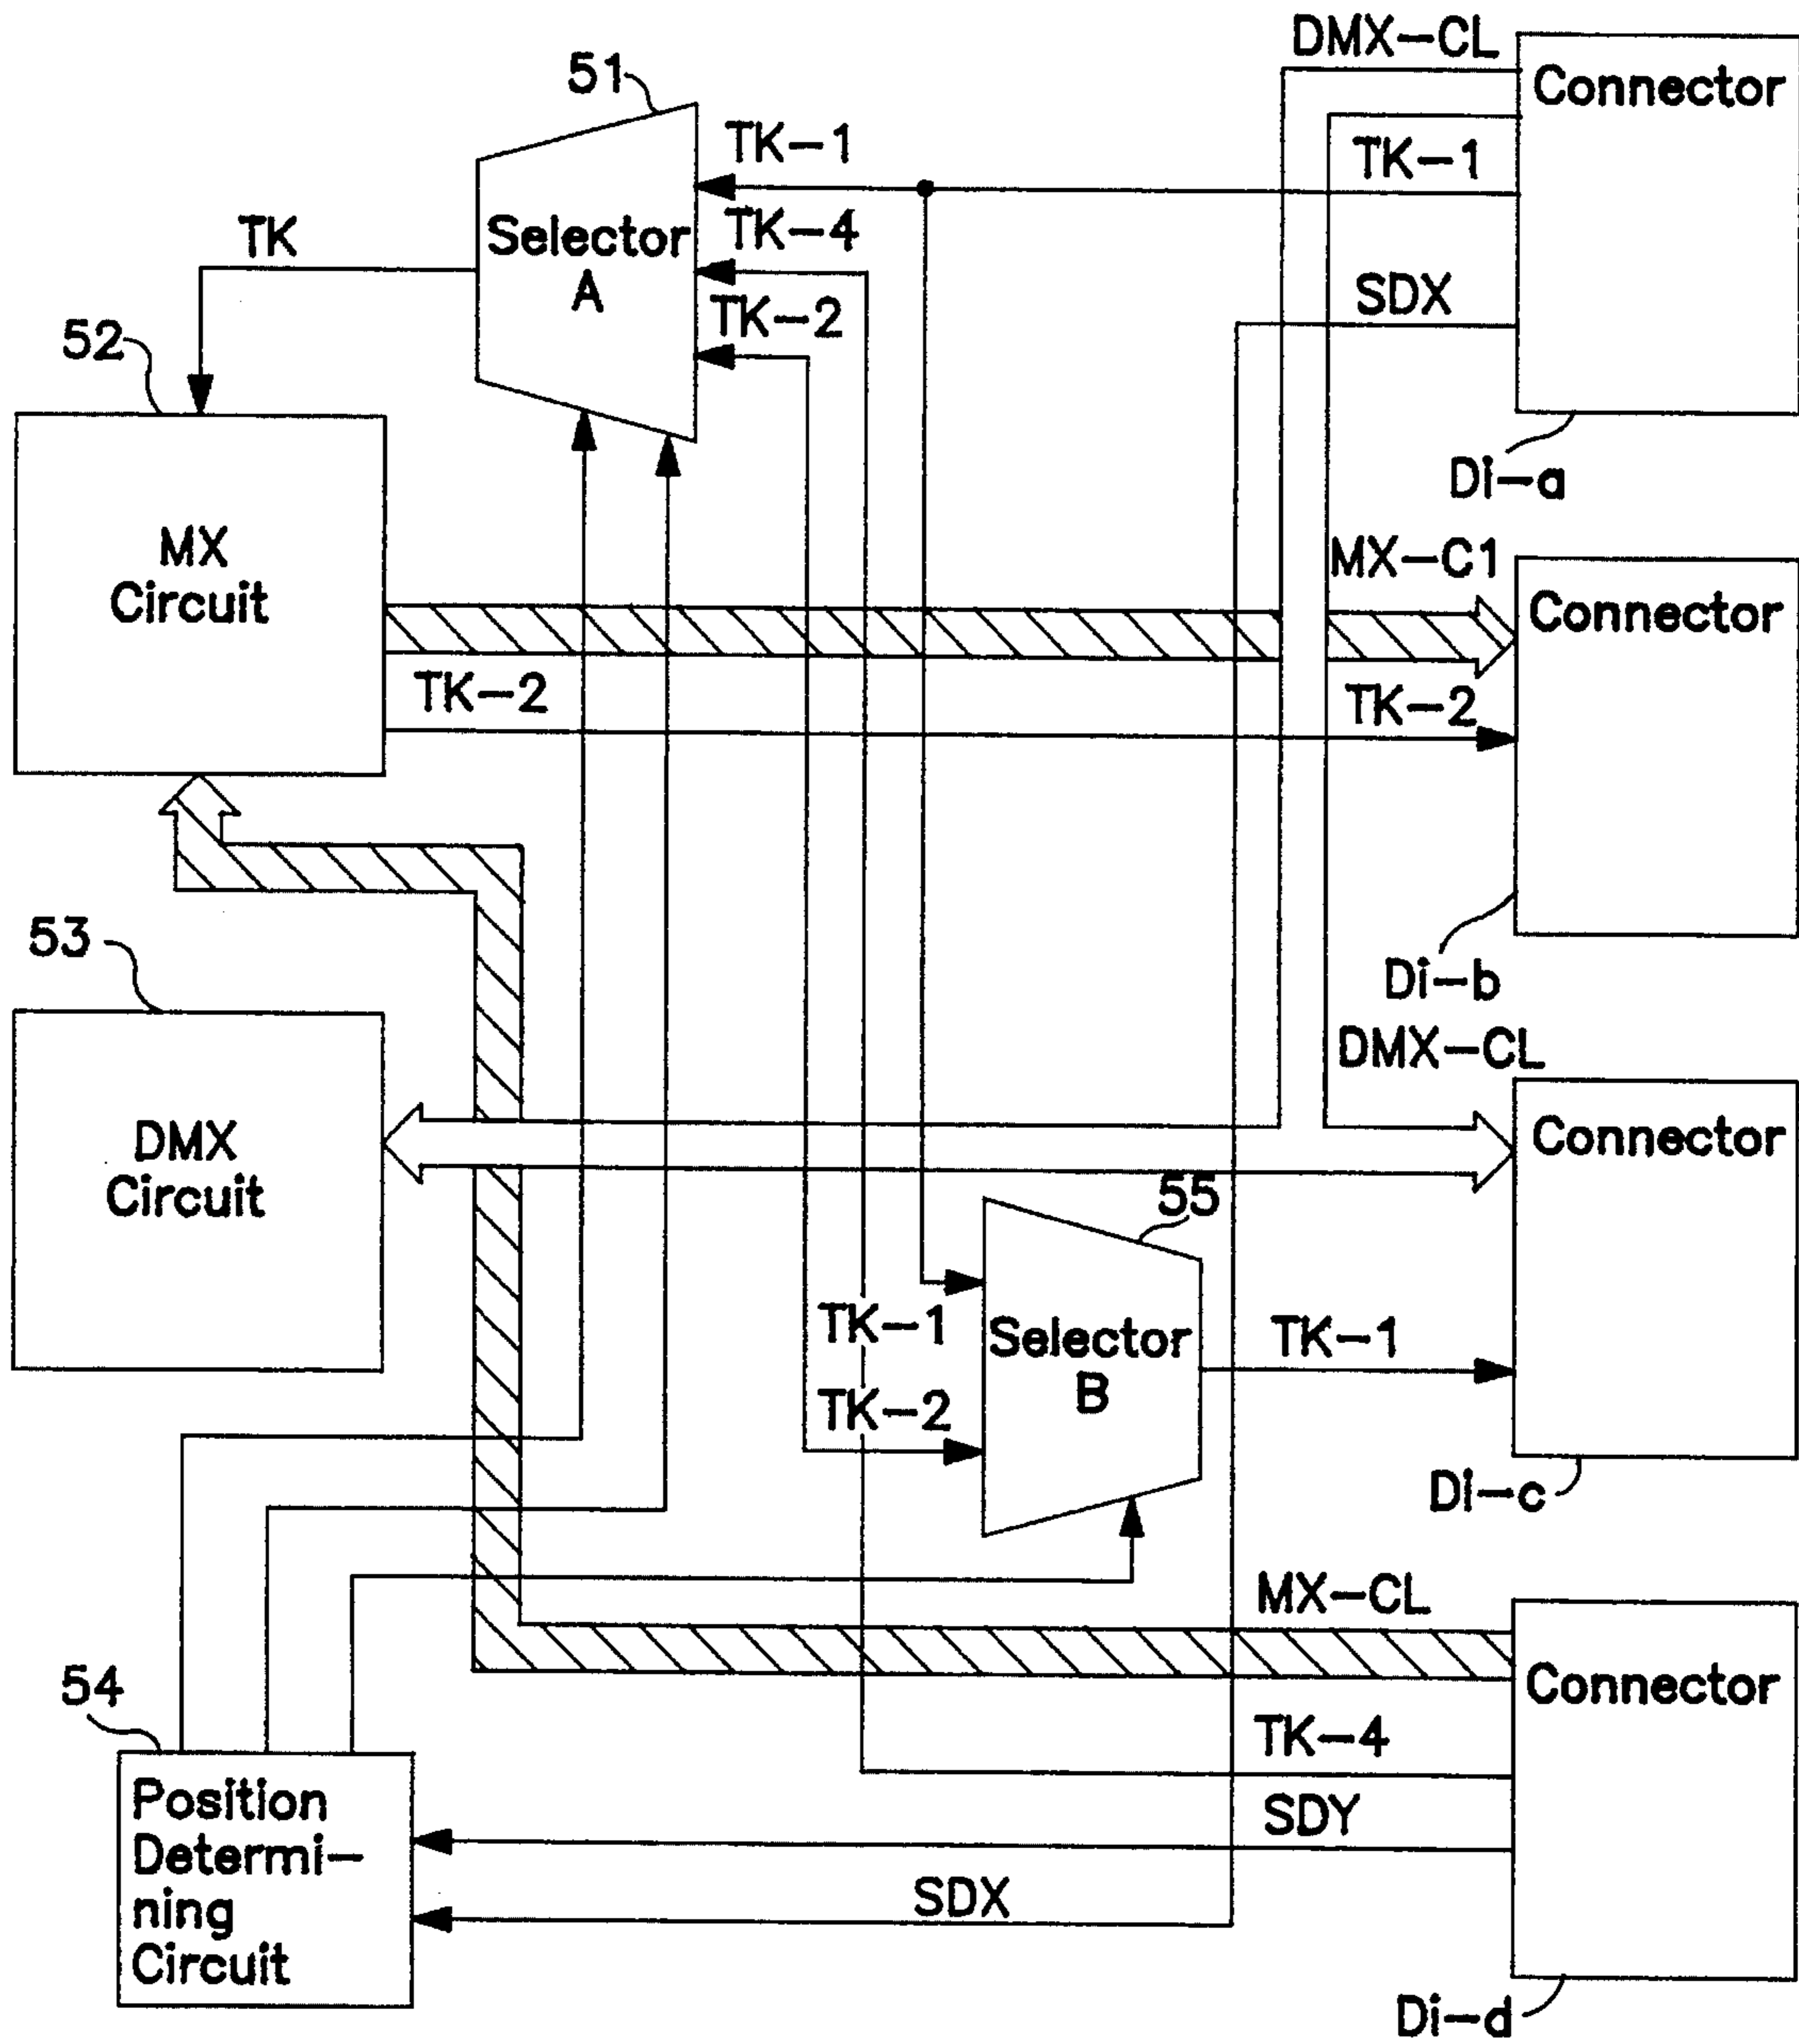 DMX-CL
Connector
51
TK-1
TK-1
Selector
A
TK-4
TK
TK-2
SDX
52
Di-a
MX
Circuit
MX-C1
Connector
TK-2
TK-2
53
Di-b
DMX-CL
DMX
Circuit
Connector
55
TK-1
Selector
B
TK-1
TK-2
Di-c
MX-CL
Connector
54
TK-4
Position
Determi-
ning
Circuit
SDY
SDX
Di-d